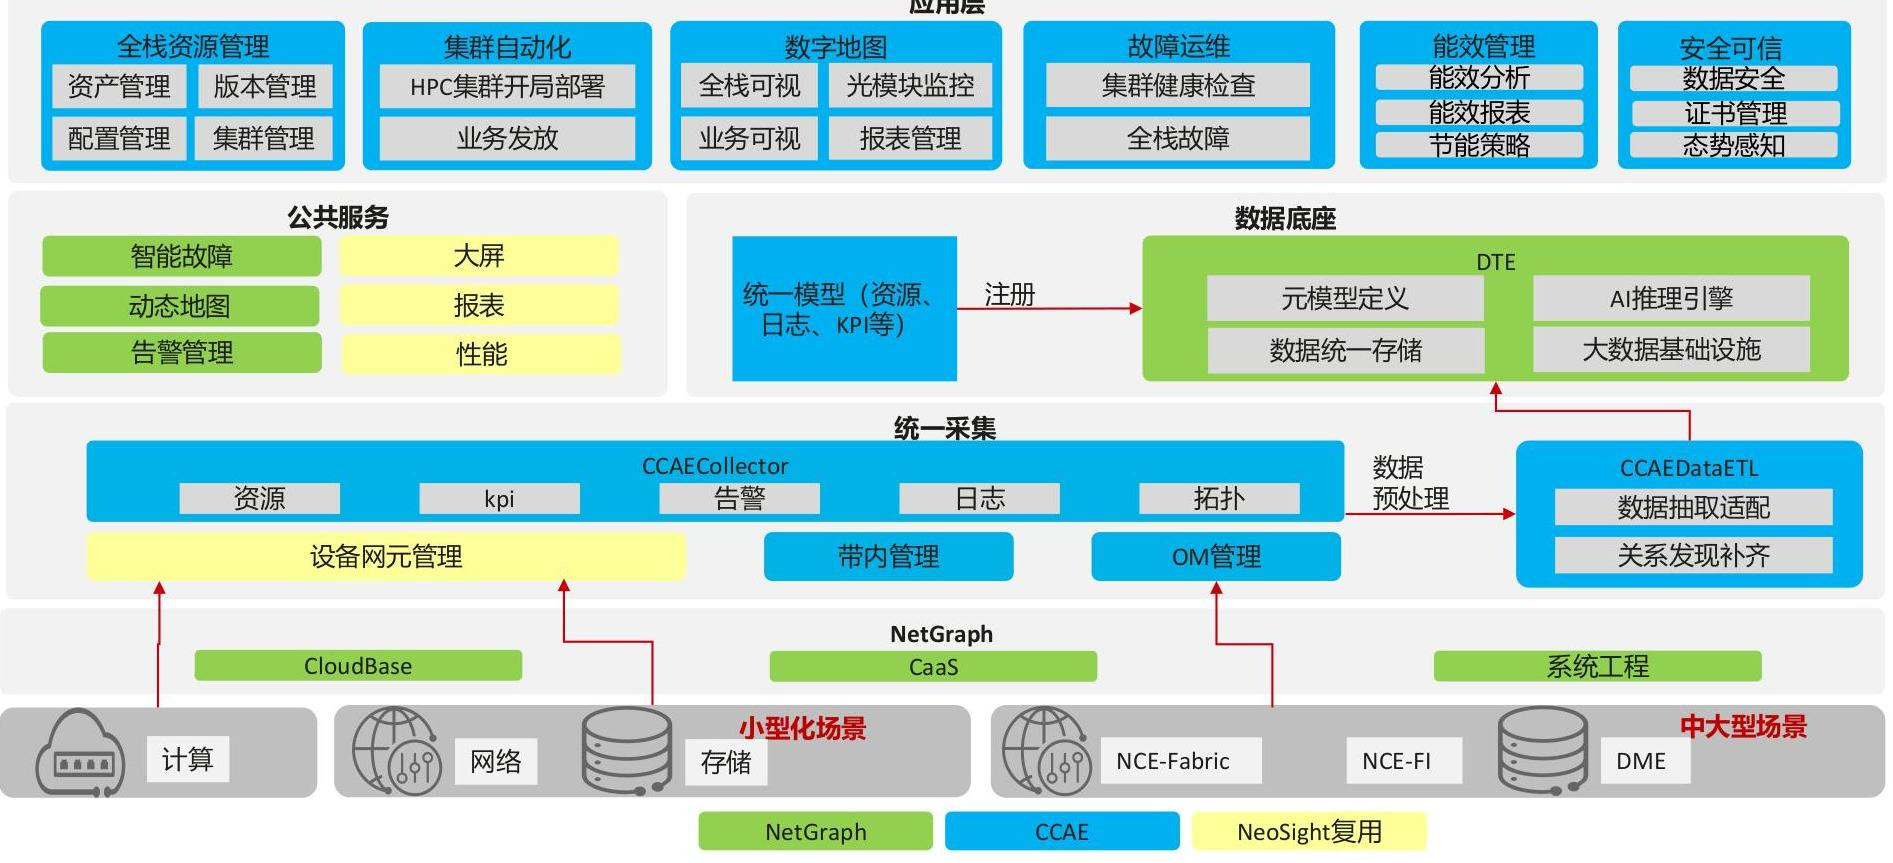 应用层
全栈资源管理
资产管理
版本管理
配置管理
集群管理
集群自动化
HPC集群开局部署
业务发放
数字地图
全栈可视
光模块监控
业务可视
报表管理
故障运维
集群健康检查
全栈故障
能效管理
能效分析
能效报表
节能策略
安全可信
数据安全
证书管理
态势感知
公共服务
智能故障
大屏
动态地图
报表
告警管理
性能
数据底座
统一模型（资源、
日志、KPI等）
注册
DTE
元模型定义
AI推理引擎
数据统一存储
大数据基础设施
统一采集
CCAECollector
资源
kpi
告警
日志
拓扑
数据
预处理
CCAEDataETL
数据抽取适配
关系发现补齐
设备网元管理
带内管理
OM管理
NetGraph
CloudBase
CaaS
系统工程
计算
网络
小型化场景
存储
NCE-Fabric
NCE-FI
中大型场景
DME
NetGraph
CCAE
NeoSight复用